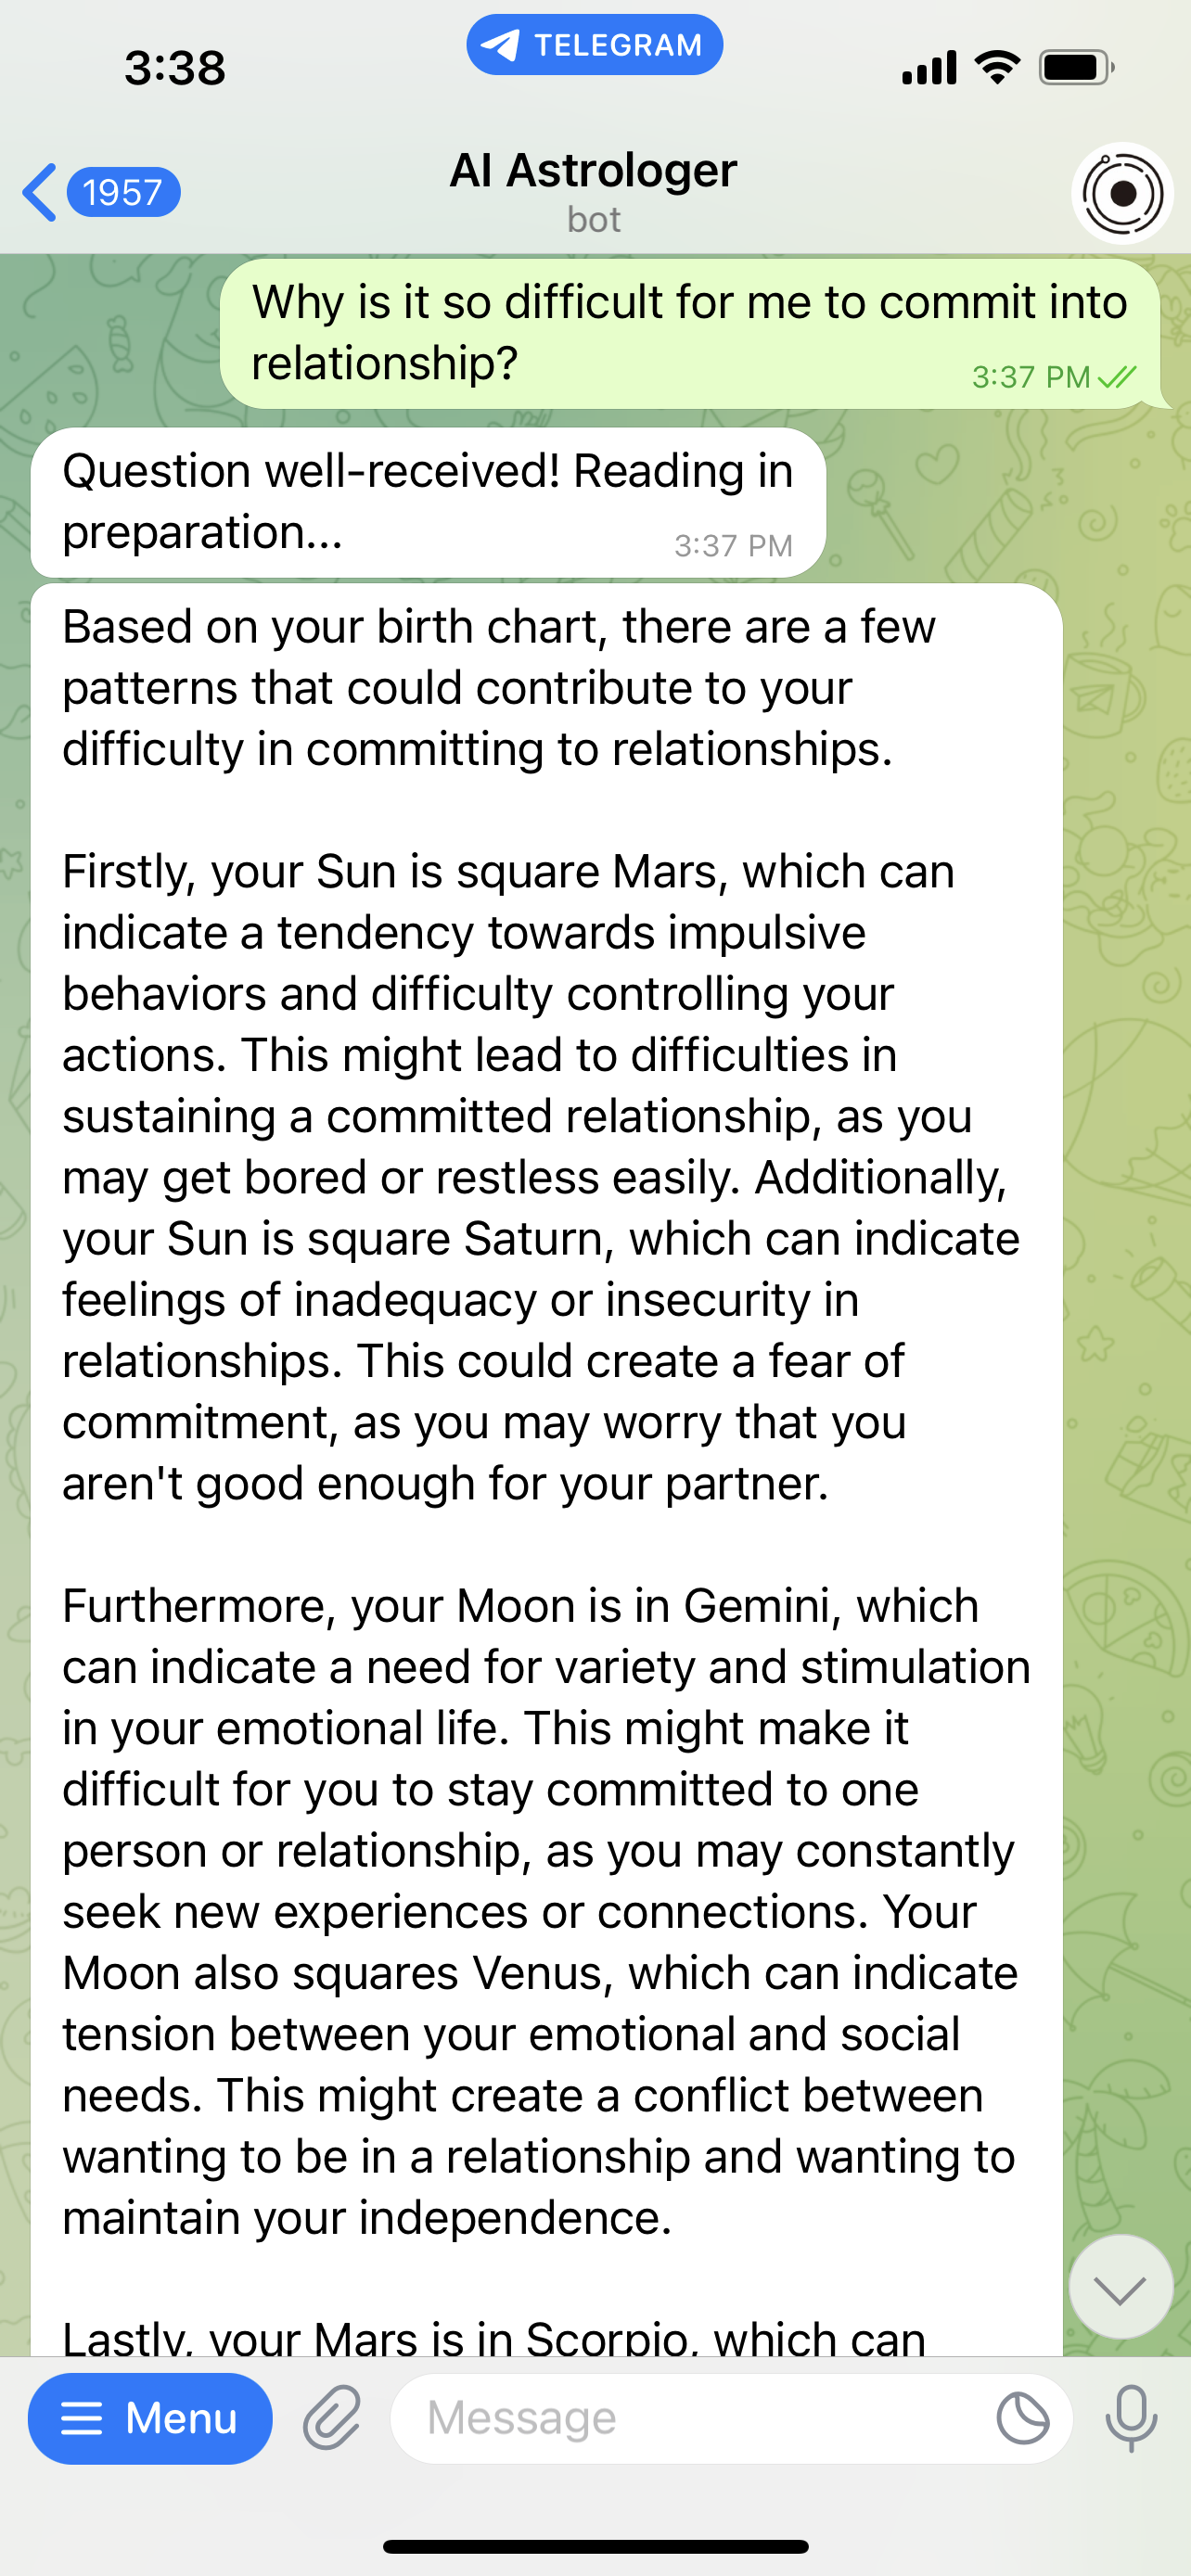 3:38
TELEGRAM
1957
AI Astrologer
bot
Why is it so difficult for me to commit into
relationship?
3:37 PM
Question well-received! Reading in
preparation...
3:37 PM
Based on your birth chart, there are a few
patterns that could contribute to your
difficulty in committing to relationships.
Firstly, your Sun is square Mars, which can
indicate a tendency towards impulsive
behaviors and difficulty controlling your
actions. This might lead to difficulties in
sustaining a committed relationship, as you
may get bored or restless easily. Additionally,
your Sun is square Saturn, which can indicate
feelings of inadequacy or insecurity in
relationships. This could create a fear of
commitment, as you may worry that you
aren't good enough for your partner.
Furthermore, your Moon is in Gemini, which
can indicate a need for variety and stimulation
in your emotional life. This might make it
difficult for you to stay committed to one
person or relationship, as you may constantly
seek new experiences or connections. Your
Moon also squares Venus, which can indicate
tension between your emotional and social
needs. This might create a conflict between
wanting to be in a relationship and wanting to
maintain your independence.
Lastly, your Mars is in Scorpio, which can
Menu
Message